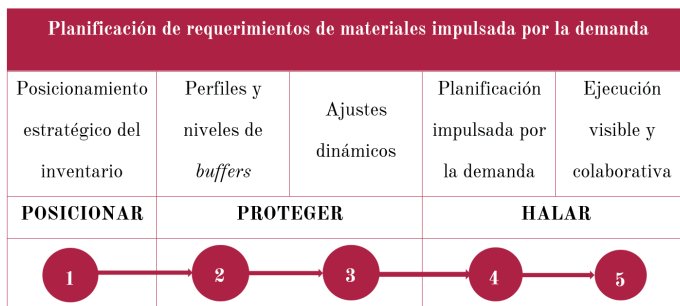 Planificación de requerimientos de materiales impulsada por la demanda
Posicionamiento
estratégico del
inventario
Perfiles y
niveles de
buffers
Ajustes
dinámicos
Planificación
impulsada por
la demanda
Ejecución
visible y
colaborativa
POSICIONAR
PROTEGER
HALAR
1
2
3
4
5